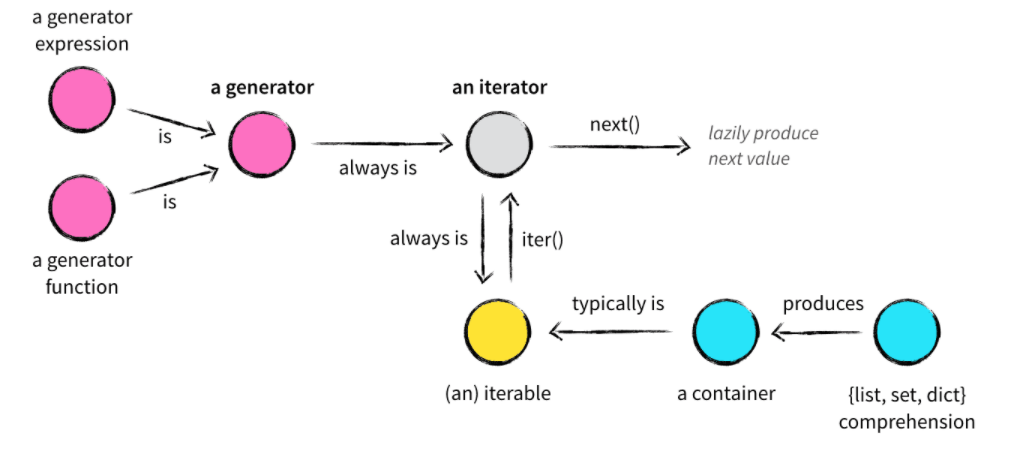 a generator
expression
a generator
an iterator
is
next()
lazily produce
next value
always is
is
always is
iter()
a generator
function
typically is
produces
(an) iterable
a container
{list, set, dict}
comprehension